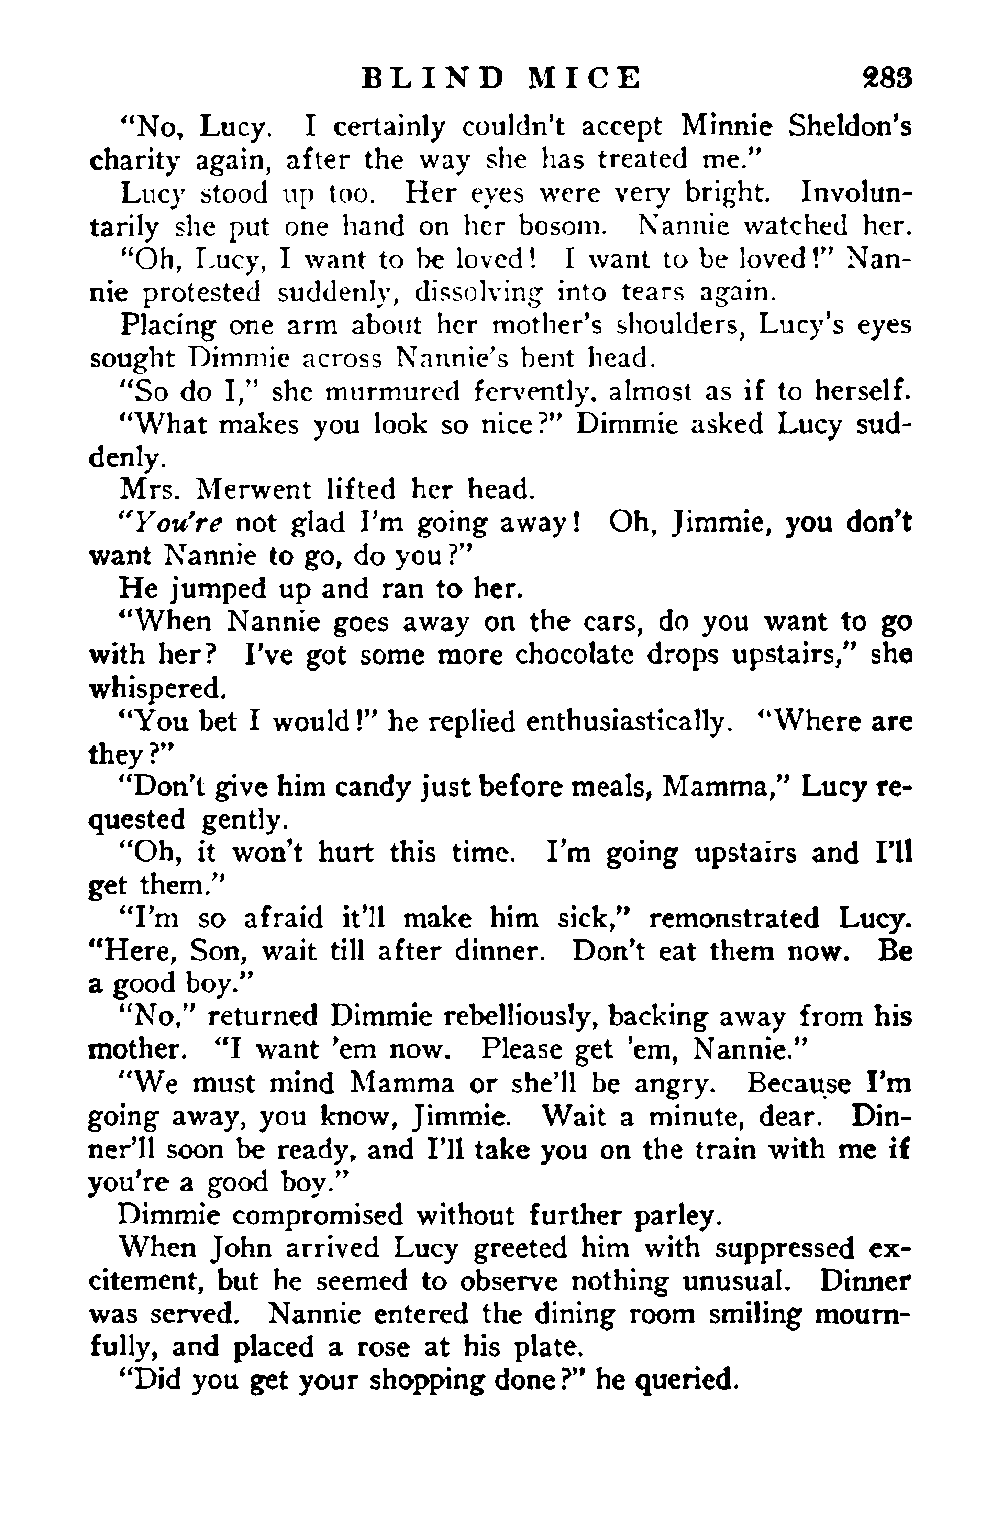 BLIND MICE 283
“No, Lucy. I certainly couldn't accept Minnie Sheldon's
charity again, after the way she has treated me.”
Lucy stood up too. Her eyes were very bright. Involun-
tarily she put one hand on her bosom. Nannie watched her.
“Oh, Lucy, I want to be loved! I want to be loved!” Nan-
nie protested suddenly, dissolving into tears again.
Placing one arm about her mother's shoulders, Lucy's eyes
sought Dimmie across Nannie's bent head.
“So do I,” she murmured fervently, almost as if to herself.
“What makes you look so nice?” Dimmie asked Lucy sud-
denly.
Mrs. Merwent lifted her head.
“You're not glad I'm going away! Oh, Jimmie, you don't
want Nannie to go, do you?”
He jumped up and ran to her.
“When Nannie goes away on the cars, do you want to go
with her? I've got some more chocolate drops upstairs,” she
whispered.
“You bet I would!” he replied enthusiastically. “Where are
they?”
“Don't give him candy just before meals, Mamma,” Lucy re-
quested gently.
“Oh, it won't hurt this time. I'm going upstairs and I'll
get them.”
“I'm so afraid it'll make him sick,” remonstrated Lucy.
“Here, Son, wait till after dinner. Don't eat them now. Be
a good boy.”
“No,” returned Dimmie rebelliously, backing away from his
mother. “I want 'em now. Please get 'em, Nannie.”
“We must mind Mamma or she'll be angry. Because I'm
going away, you know, Jimmie. Wait a minute, dear. Din-
ner'll soon be ready, and I'll take you on the train with me if
you're a good boy.”
Dimmie compromised without further parley.
When John arrived Lucy greeted him with suppressed ex-
citement, but he seemed to observe nothing unusual. Dinner
was served. Nannie entered the dining room smiling mourn-
fully, and placed a rose at his plate.
“Did you get your shopping done?” he queried.